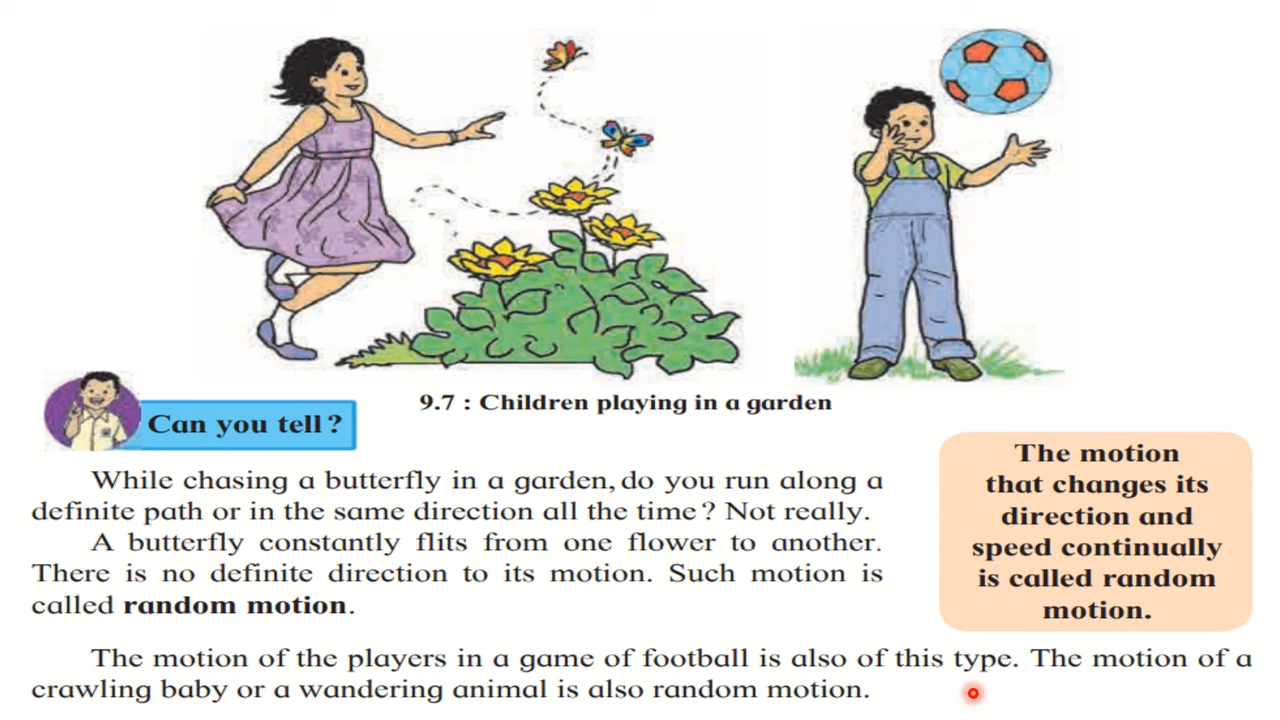 9.7 : Children playing in a garden
Can you tell?
While chasing a butterfly in a garden, do you run along a
definite path or in the same direction all the time? Not really.
A butterfly constantly flits from one flower to another.
There is no definite direction to its motion. Such motion is
called random motion.
The motion
that changes its
direction and
speed continually
is called random
motion.
The motion of the players in a game of football is also of this type. The motion of a
crawling baby or a wandering animal is also random motion.